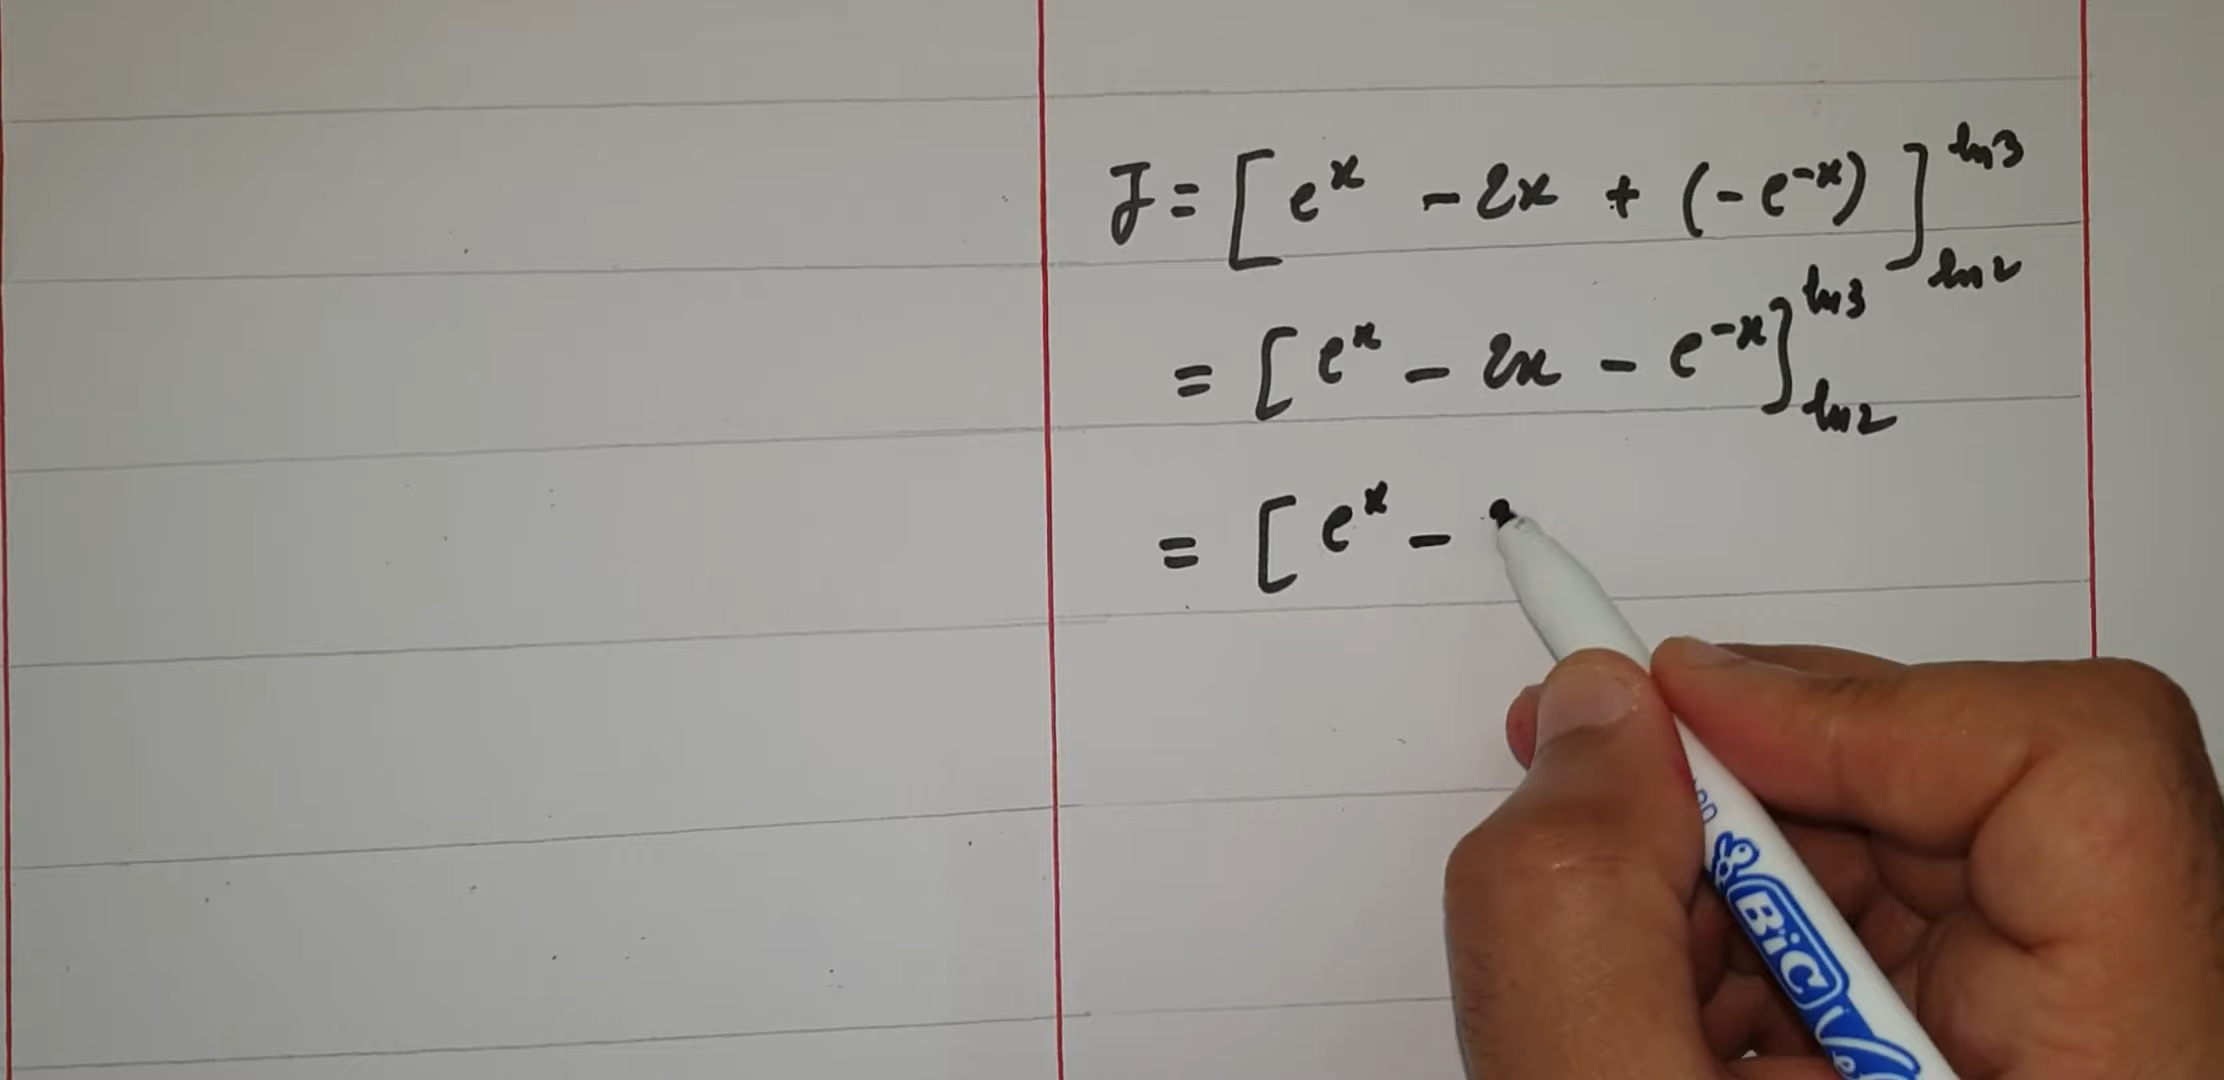 J = [e^x - 2x + (-e^-x)]_ln2^ln3
= [e^x - 2x - e^-x]_ln2^ln3
= [e^x -
BiC